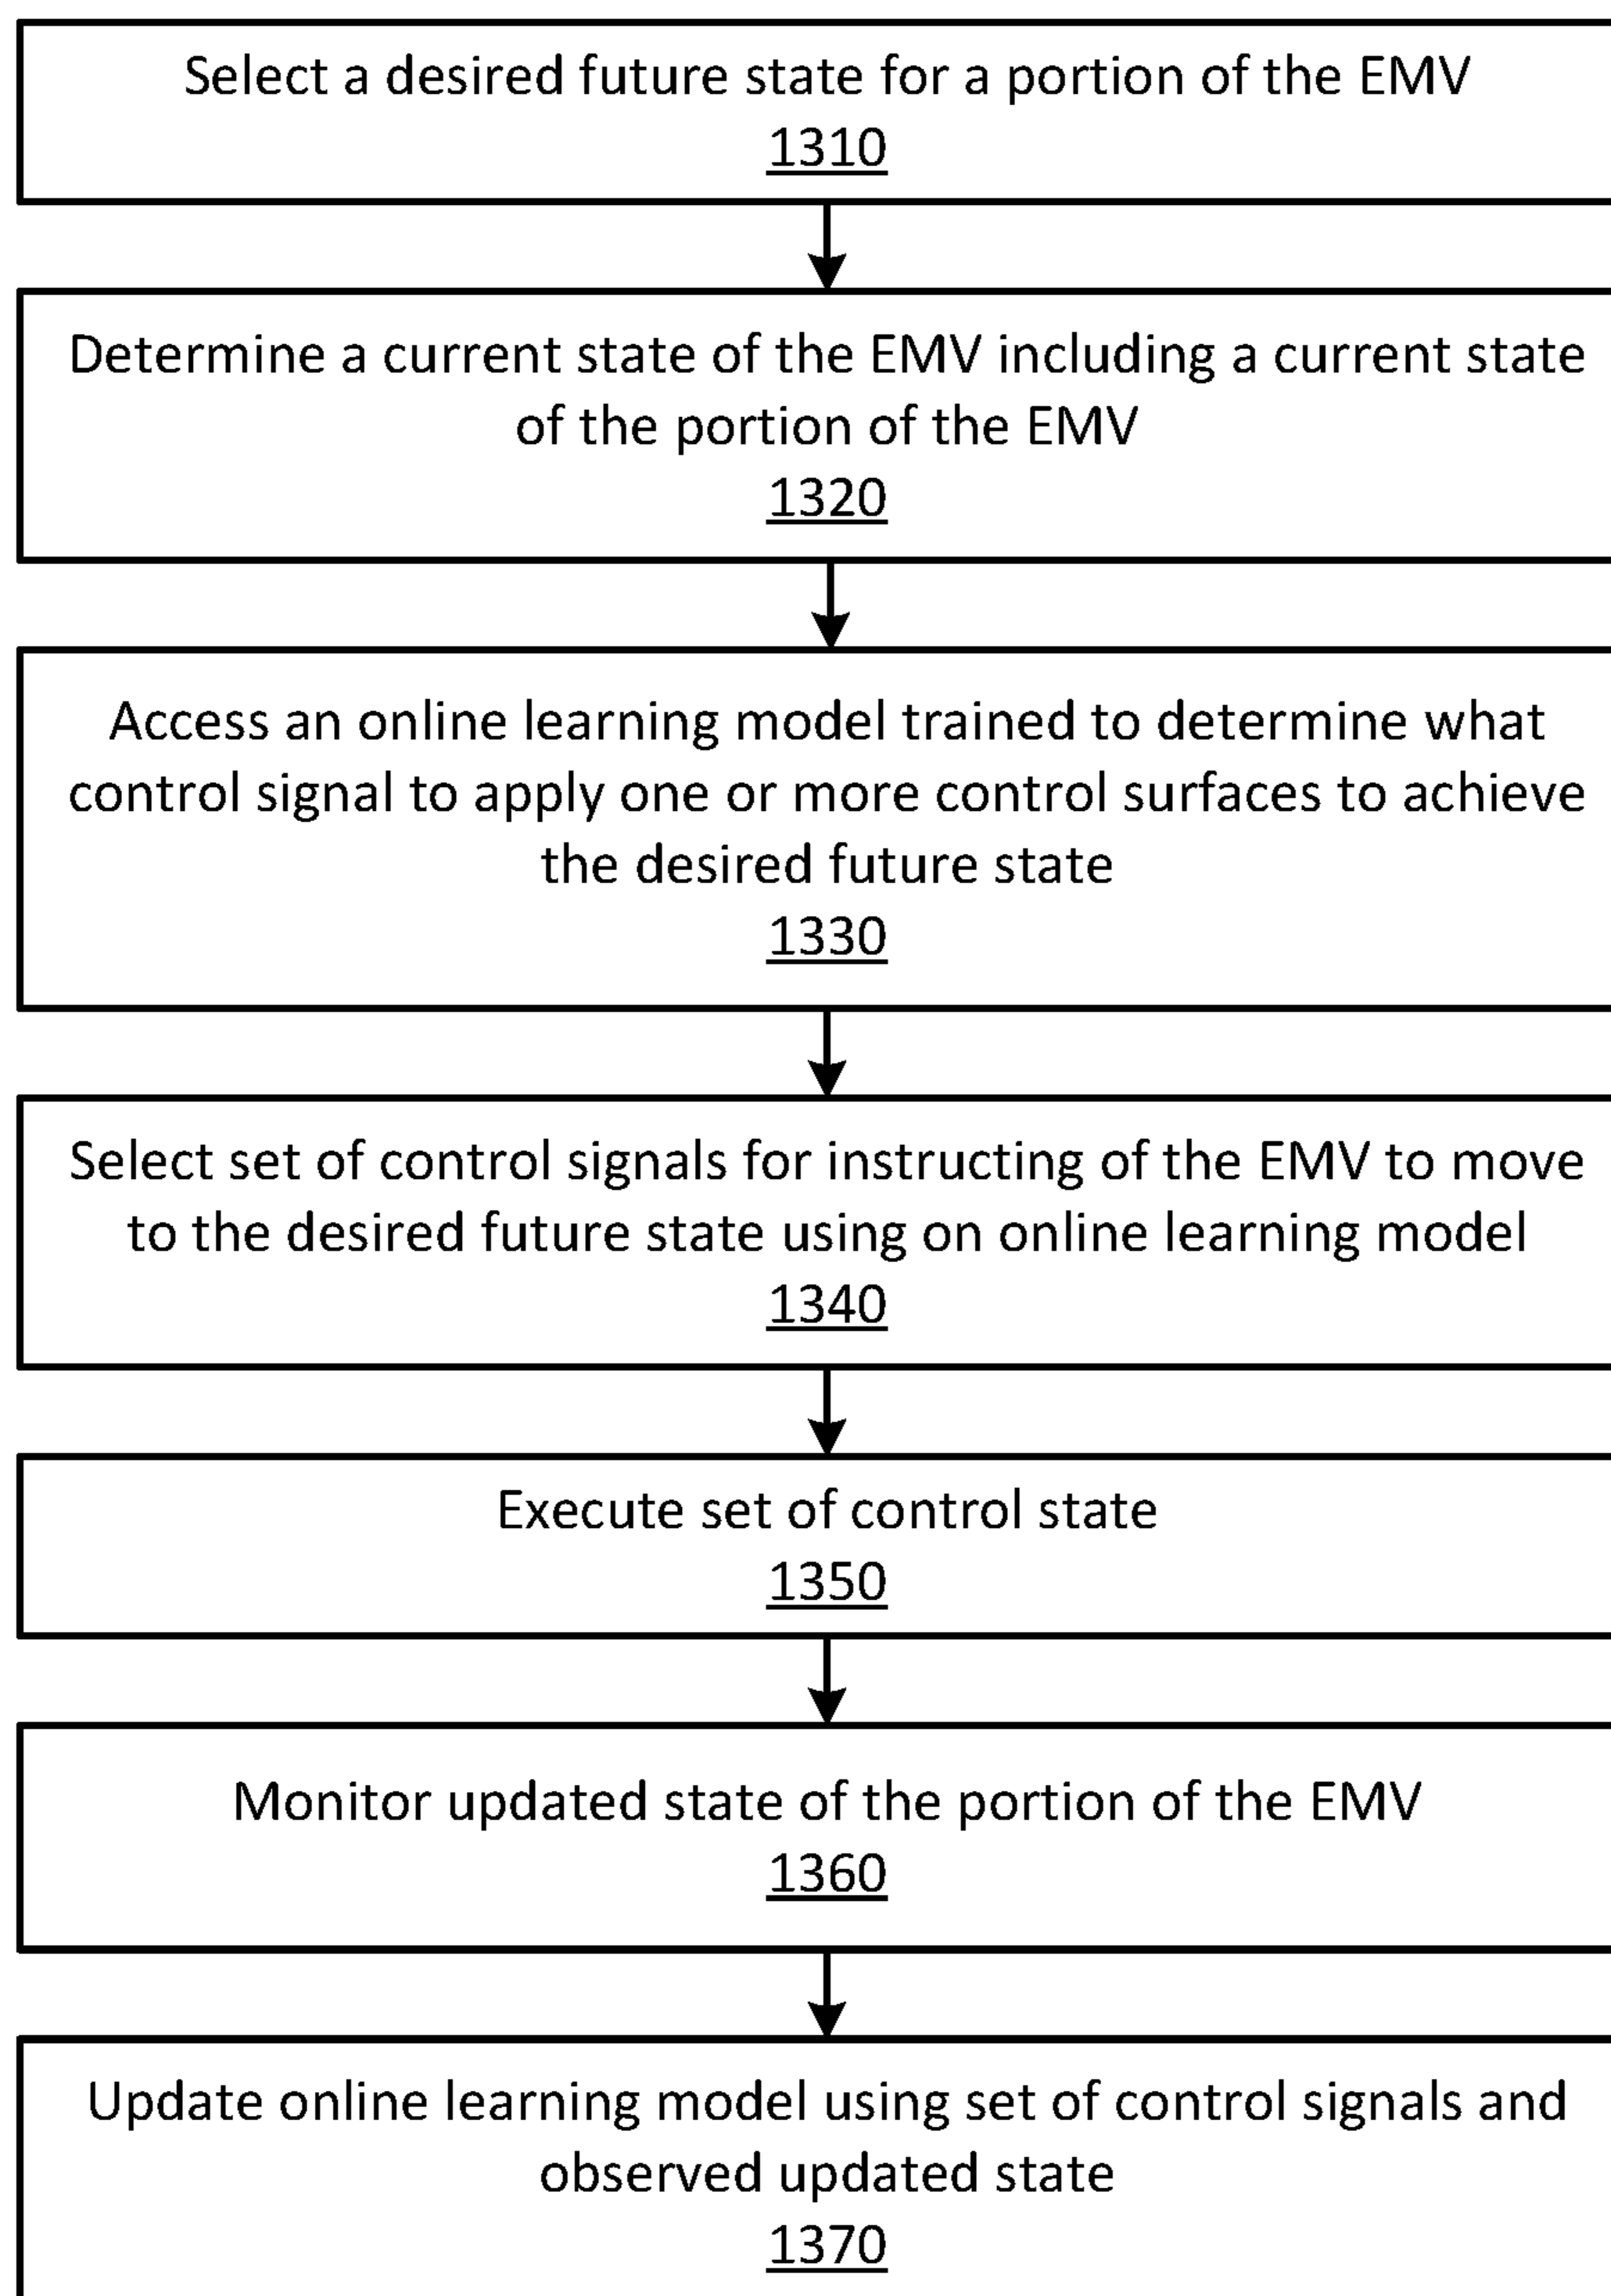 Select a desired future state for a portion of the EMV
1310
Determine a current state of the EMV including a current state
of the portion of the EMV
1320
Access an online learning model trained to determine what
control signal to apply one or more control surfaces to achieve
the desired future state
1330
Select set of control signals for instructing of the EMV to move
to the desired future state using on online learning model
1340
Execute set of control state
1350
Monitor updated state of the portion of the EMV
1360
Update online learning model using set of control signals and
observed updated state
1370